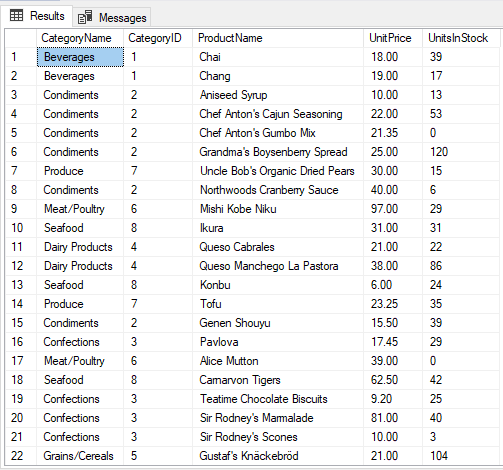 Results Messages
CategoryName CategoryID ProductName UnitPrice UnitsInStock
1 Beverages 1 Chai 18.00 39
2 Beverages 1 Chang 19.00 17
3 Condiments 2 Aniseed Syrup 10.00 13
4 Condiments 2 Chef Anton's Cajun Seasoning 22.00 53
5 Condiments 2 Chef Anton's Gumbo Mix 21.35 0
6 Condiments 2 Grandma's Boysenberry Spread 25.00 120
7 Produce 7 Uncle Bob's Organic Dried Pears 30.00 15
8 Condiments 2 Northwoods Cranberry Sauce 40.00 6
9 Meat/Poultry 6 Mishi Kobe Niku 97.00 29
10 Seafood 8 Ikura 31.00 31
11 Dairy Products 4 Queso Cabrales 21.00 22
12 Dairy Products 4 Queso Manchego La Pastora 38.00 86
13 Seafood 8 Konbu 6.00 24
14 Produce 7 Tofu 23.25 35
15 Condiments 2 Genen Shouyu 15.50 39
16 Confections 3 Pavlova 17.45 29
17 Meat/Poultry 6 Alice Mutton 39.00 0
18 Seafood 8 Carnarvon Tigers 62.50 42
19 Confections 3 Teatime Chocolate Biscuits 9.20 25
20 Confections 3 Sir Rodney's Marmalade 81.00 40
21 Confections 3 Sir Rodney's Scones 10.00 3
22 Grains/Cereals 5 Gustaf's Knäckebröd 21.00 104